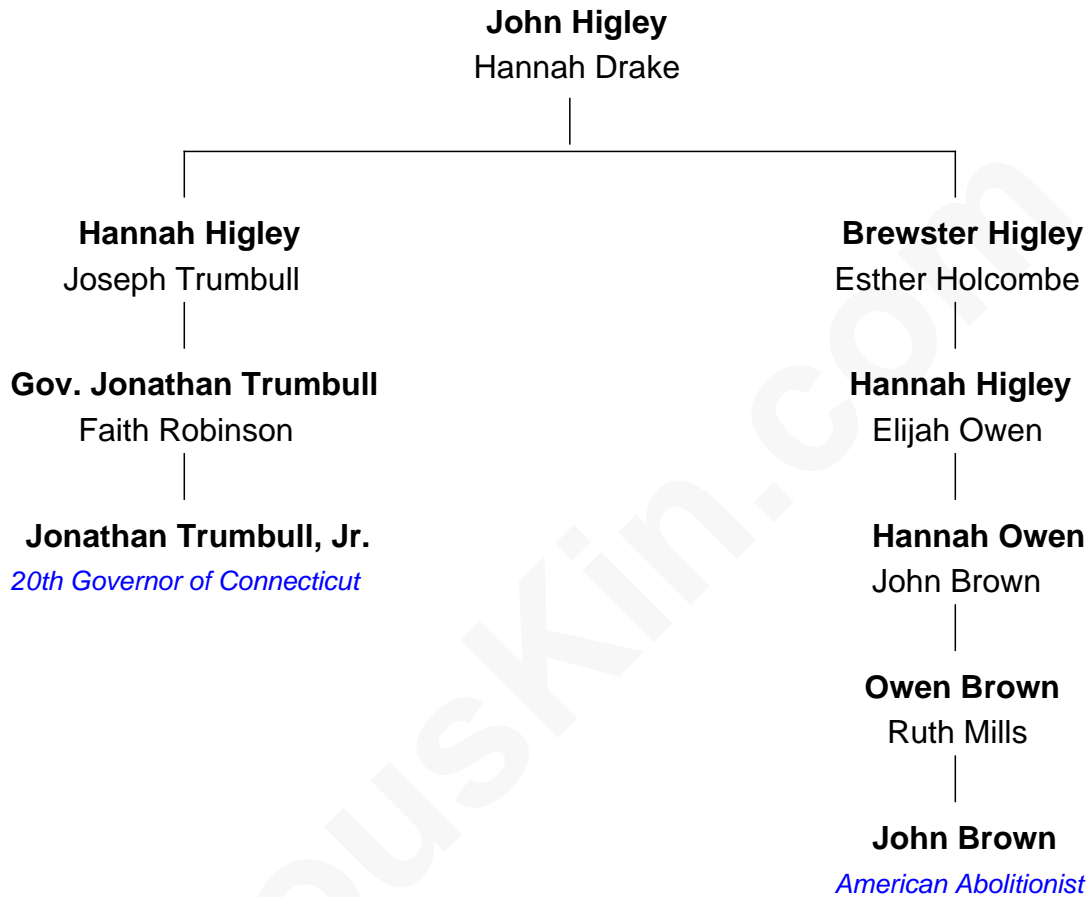 John Higley
Hannah Drake
Hannah Higley
Joseph Trumbull
Gov. Jonathan Trumbull
Faith Robinson
Jonathan Trumbull, Jr.
20th Governor of Connecticut
Brewster Higley
Esther Holcombe
Hannah Higley
Elijah Owen
Hannah Owen
John Brown
Owen Brown
Ruth Mills
John Brown
American Abolitionist
ouskin.com